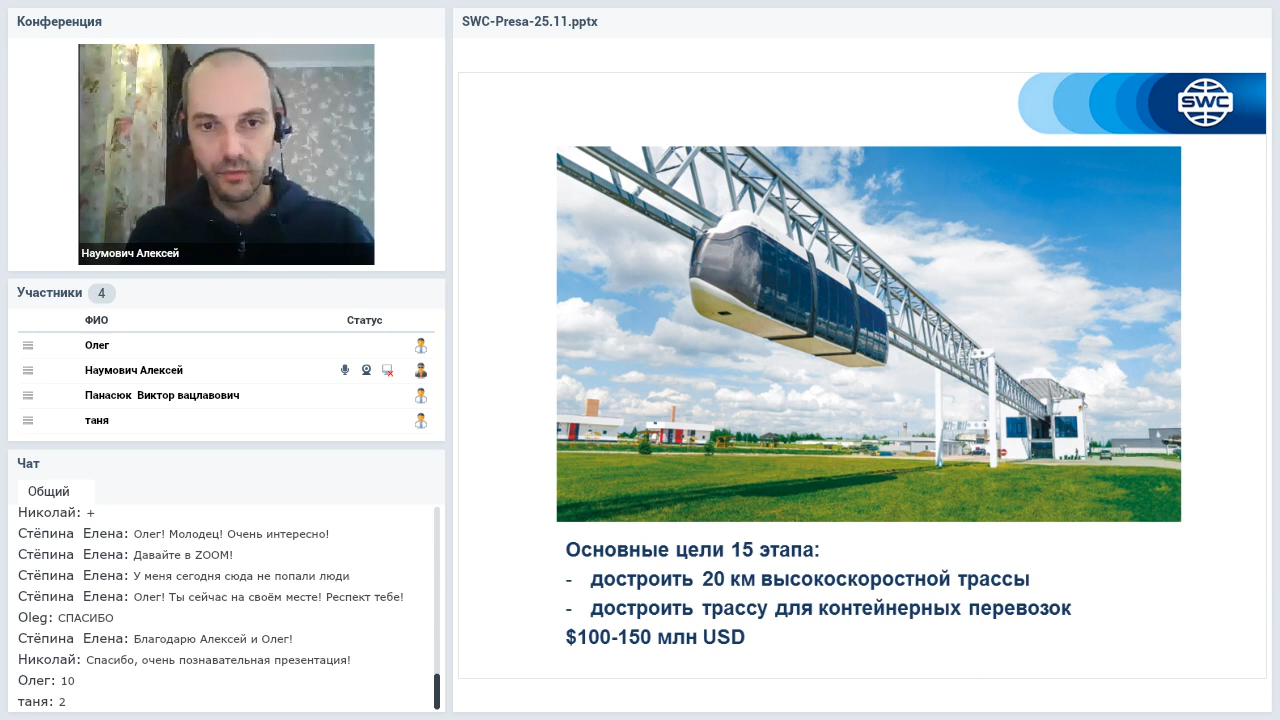 Конференция
Наумович Алексей
Участники 4
ФИО Статус
Олег
Наумович Алексей
Панасюк Виктор вацлавович
таня
Чат
Общий
Николай: +
Стёпина Елена: Олег! Молодец! Очень интересно!
Стёпина Елена: Давайте в ZOOM!
Стёпина Елена: У меня сегодня сюда не попали люди
Стёпина Елена: Олег! Ты сейчас на своём месте! Респект тебе!
Oleg: СПАСИБО
Стёпина Елена: Благодарю Алексей и Олег!
Николай: Спасибо, очень познавательная презентация!
Олег: 10
таня: 2
SWC-Presa-25.11.pptx
SWC
Основные цели 15 этапа:
- достроить 20 км высокоскоростной трассы
- достроить трассу для контейнерных перевозок
$100-150 млн USD